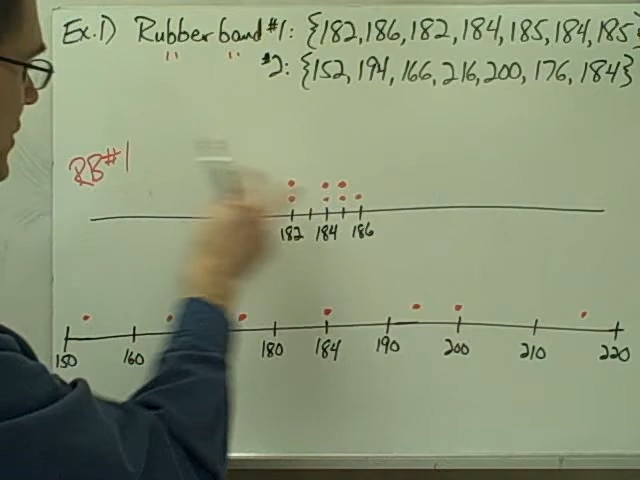 Ex.1) Rubber band #1: {182,186,182,184,185,184,185}
" " #2: {152,194,166,216,200,176,184}
RB#1
182 184 186
150 160 180 184 190 200 210 220